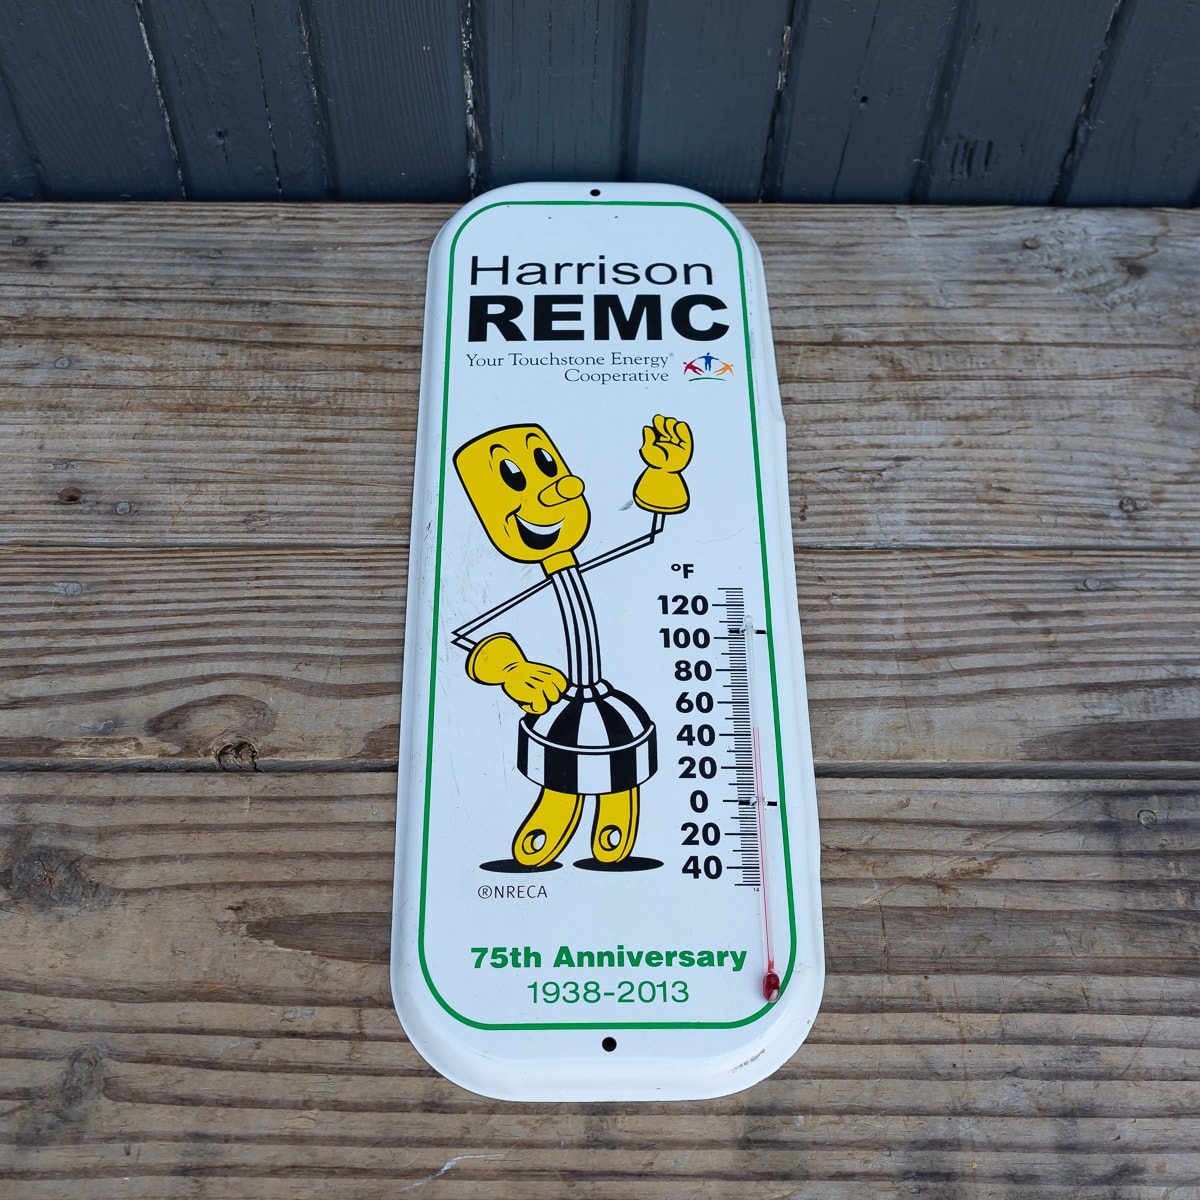 Harrison
REMC
Your Touchstone Energy®
Cooperative
°F
120
100
80
60
40
20
0
20
40
14
®NRECA
75th Anniversary
1938-2013